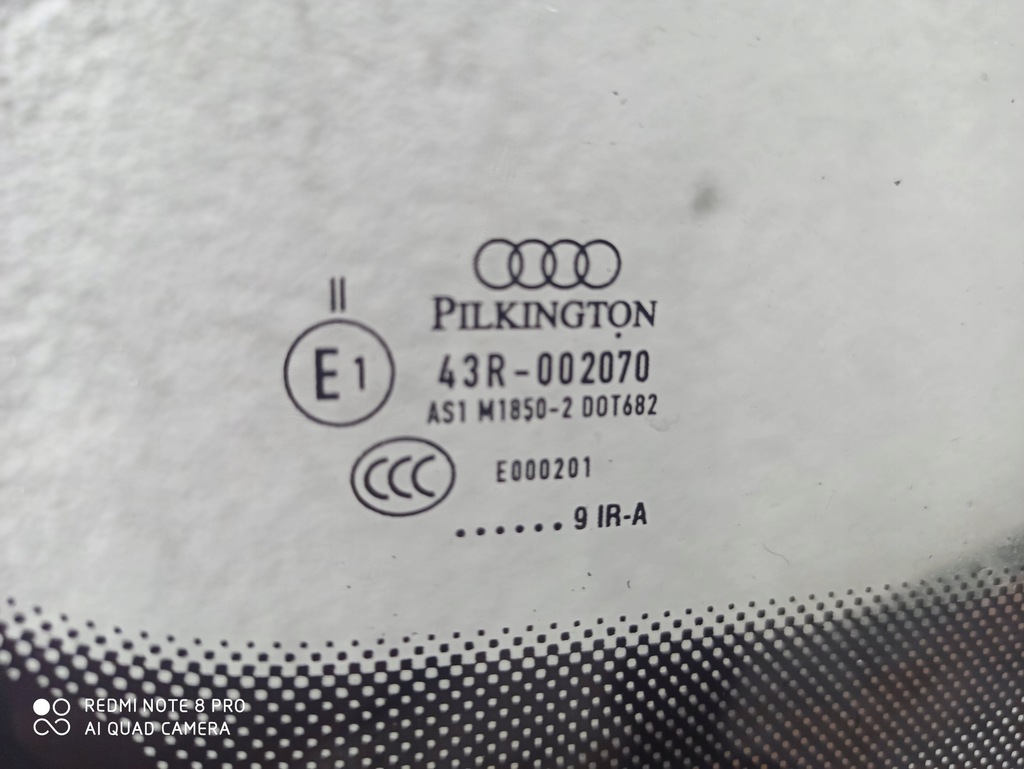 PILKINGTON
II
E 1
43R-002070
AS1 M1850-2 DOT682
CCC
E000201
......9 IR-A
REDMI NOTE 8 PRO
AI QUAD CAMERA